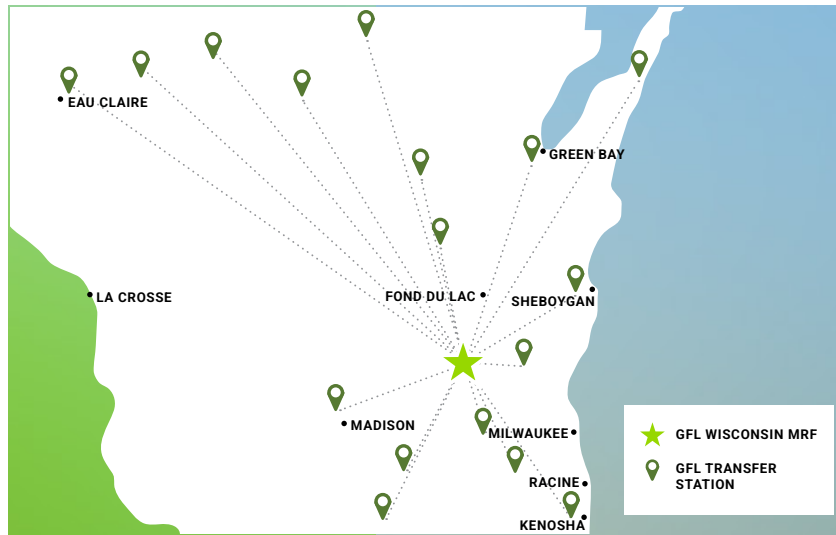 EAU CLAIRE
GREEN BAY
LA CROSSE
FOND DU LAC
SHEBOYGAN
MADISON
MILWAUKEE
RACINE
KENOSHA
GFL WISCONSIN MRF
GFL TRANSFER
STATION